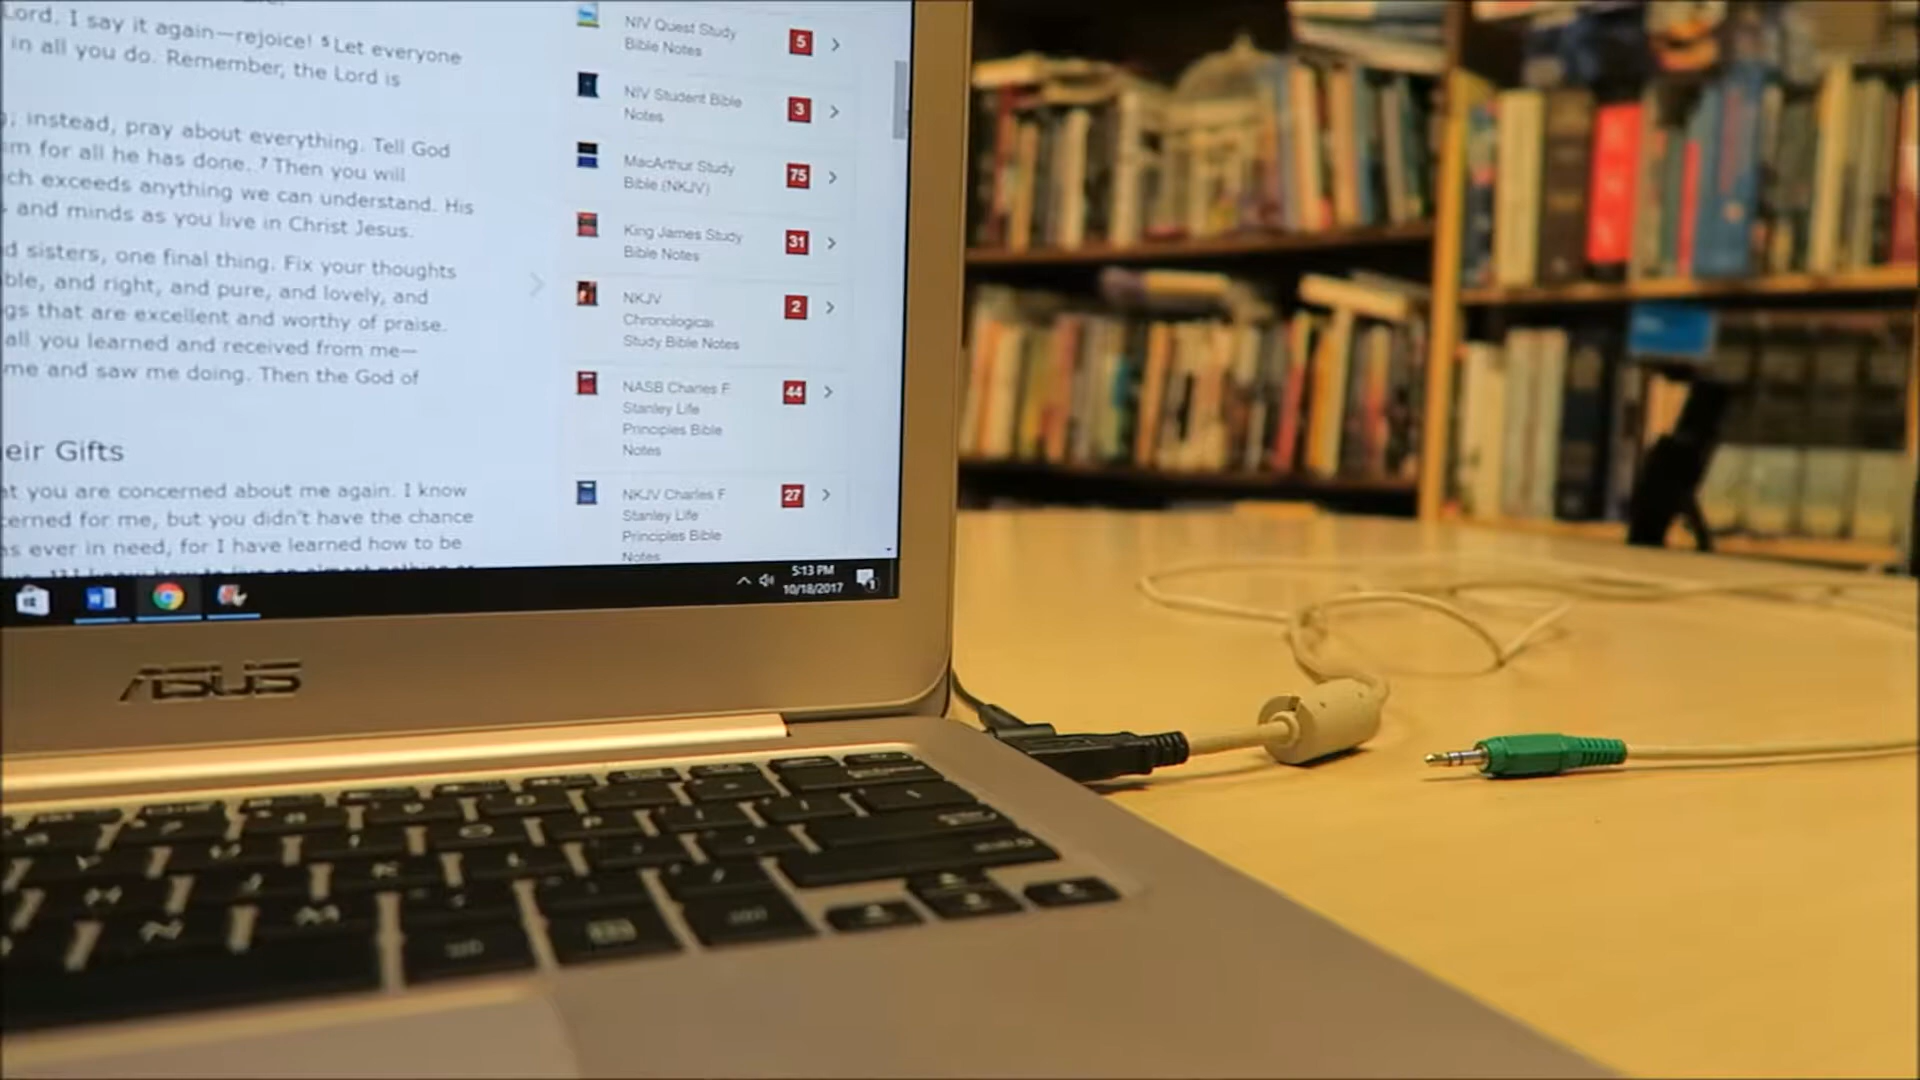 Lord. I say it again—rejoice! 5 Let everyone
in all you do. Remember, the Lord is
instead, pray about everything. Tell God
m for all he has done. 7 Then you will
ch exceeds anything we can understand. His
and minds as you live in Christ Jesus.
d sisters, one final thing. Fix your thoughts
ble, and right, and pure, and lovely, and
gs that are excellent and worthy of praise.
all you learned and received from me—
me and saw me doing. Then the God of
eir Gifts
at you are concerned about me again. I know
erned for me, but you didn't have the chance
as ever in need, for I have learned how to be
NIV Quest Study
Bible Notes
5
NIV Student Bible
Notes
3
MacArthur Study
Bible (NKJV)
75
King James Study
Bible Notes
31
NKJV
Chronological
Study Bible Notes
2
NASB Charles F
Stanley Life
Principles Bible
Notes
44
NKJV Charles F
Stanley Life
Principles Bible
Notes
27
5:13 PM
10/18/2017
1
ASUS